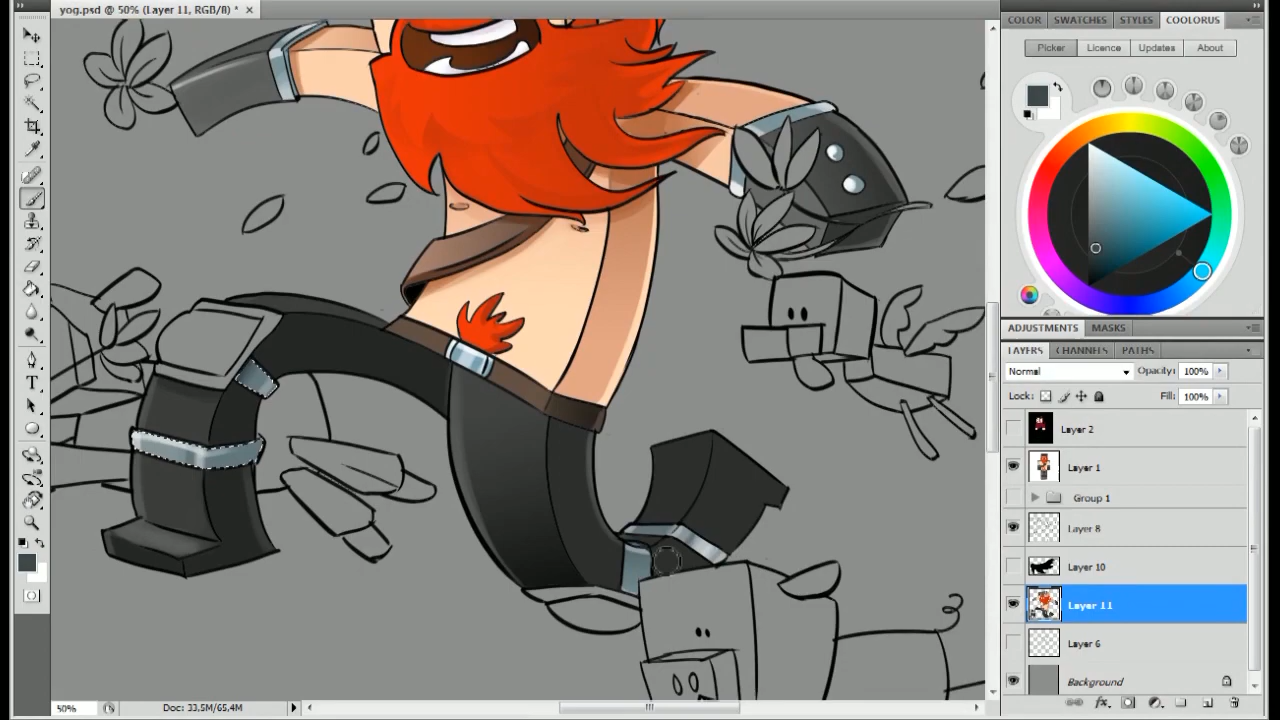 yog.psd @ 50% (Layer 11, RGB/8) * ×
COLOR SWATCHES STYLES COOLORUS
Picker Licence Updates About
ADJUSTMENTS MASKS
LAYERS CHANNELS PATHS
Normal Opacity: 100%
Lock: Fill: 100%
Layer 2
Layer 1
Group 1
Layer 8
Layer 10
Layer 11
Layer 6
Background
T
fx
50% Doc: 33,5M/65,4M